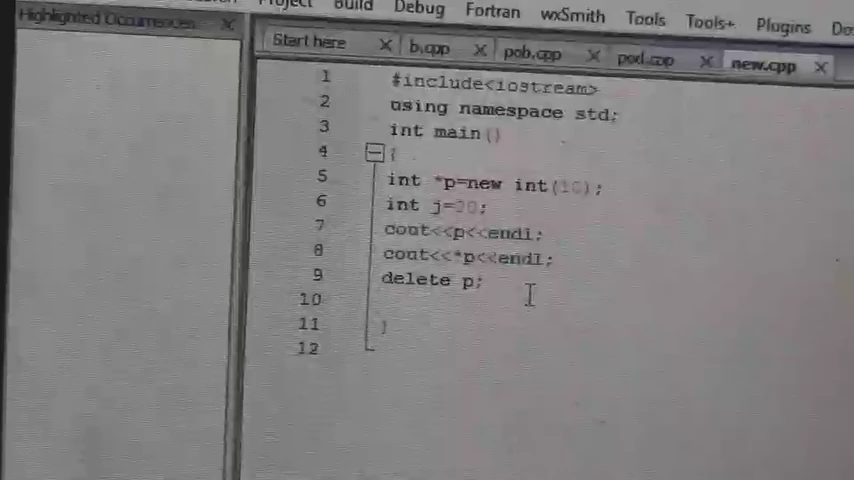 Project Build Debug Fortran wxSmith Tools Tools+ Plugins
Highlighted Occurrences
Start here b.cpp pob.cpp pod.cpp new.cpp
1 #include<iostream>
2 using namespace std;
3 int main()
4 {
5 int *p=new int(10);
6 int j=20;
7 cout<<p<<endl;
8 cout<<*p<<endl;
9 delete p;
10
11 }
12